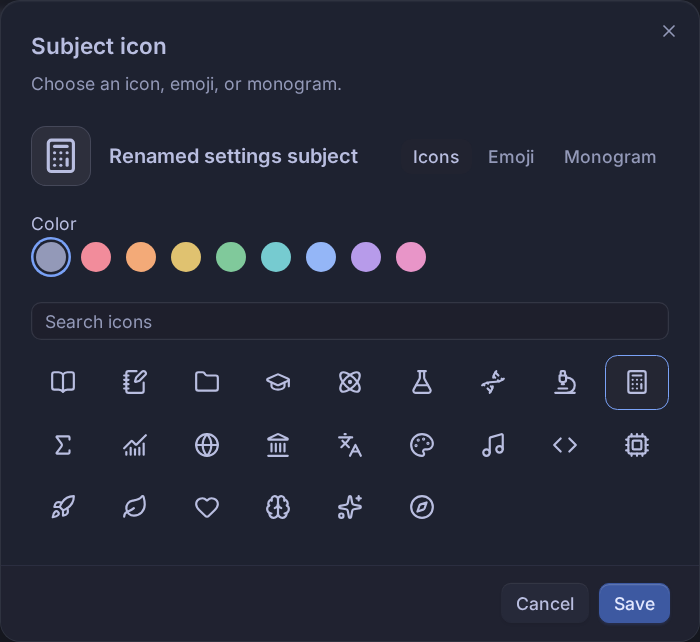 Subject icon
Choose an icon, emoji, or monogram.
Renamed settings subject
Icons
Emoji
Monogram
Color
Search icons
Cancel
Save